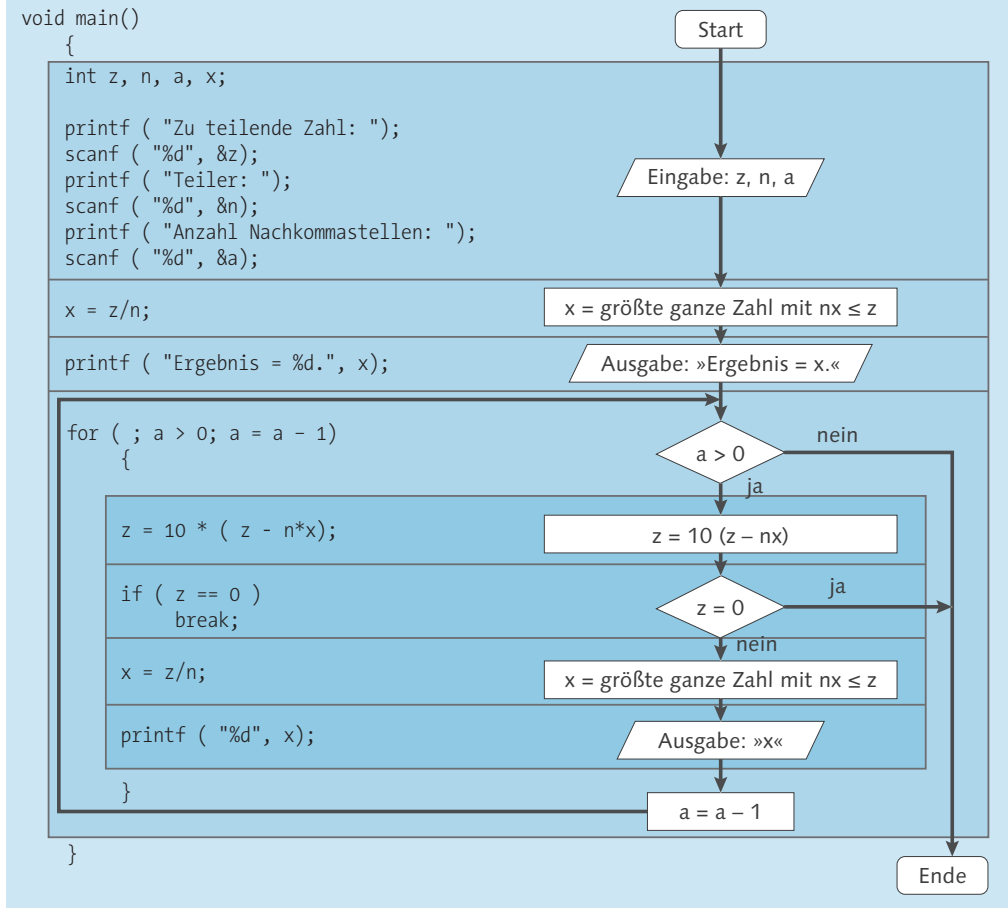 void main()
{
Start
int z, n, a, x;
printf ( "Zu teilende Zahl: ");
scanf ( "%d", &z);
printf ( "Teiler: ");
scanf ( "%d", &n);
printf ( "Anzahl Nachkommastellen: ");
scanf ( "%d", &a);
Eingabe: z, n, a
x = z/n;
x = größte ganze Zahl mit nx ≤ z
printf ( "Ergebnis = %d.", x);
Ausgabe: »Ergebnis = x.«
for ( ; a > 0; a = a – 1)
{
a > 0
nein
ja
z = 10 * ( z - n*x);
z = 10 (z – nx)
if ( z == 0 )
break;
z = 0
ja
nein
x = z/n;
x = größte ganze Zahl mit nx ≤ z
printf ( "%d", x);
Ausgabe: »x«
}
a = a – 1
}
Ende